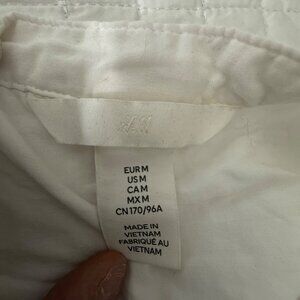 H&M
EUR M
US M
CA M
MX M
CN 170/96A
MADE IN
VIETNAM
FABRIQUÉ AU
VIETNAM